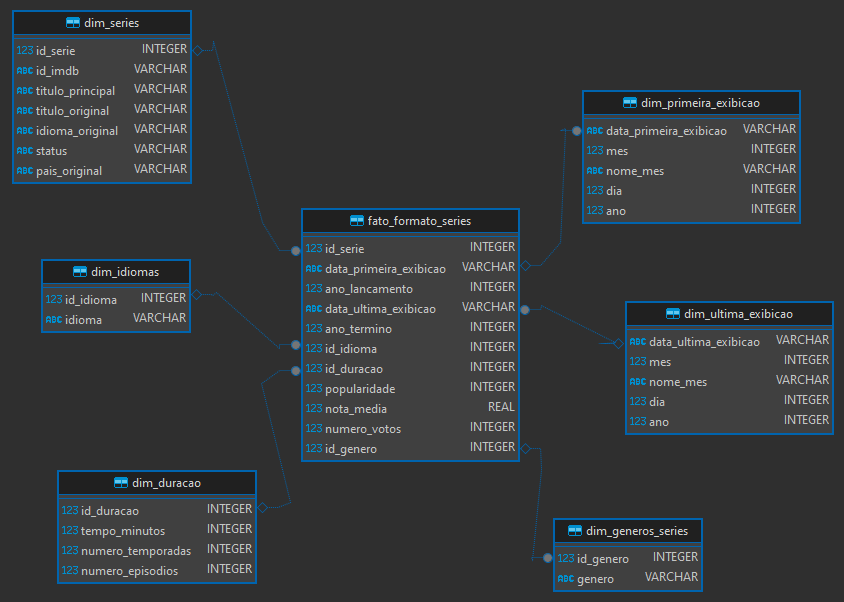 dim_series
123 id_serie INTEGER
ABC id_imdb VARCHAR
ABC titulo_principal VARCHAR
ABC titulo_original VARCHAR
ABC idioma_original VARCHAR
ABC status VARCHAR
ABC pais_original VARCHAR
dim_primeira_exibicao
ABC data_primeira_exibicao VARCHAR
123 mes INTEGER
ABC nome_mes VARCHAR
123 dia INTEGER
123 ano INTEGER
fato_formato_series
123 id_serie INTEGER
ABC data_primeira_exibicao VARCHAR
123 ano_lancamento INTEGER
ABC data_ultima_exibicao VARCHAR
123 ano_termino INTEGER
123 id_idioma INTEGER
123 id_duracao INTEGER
123 popularidade INTEGER
123 nota_media REAL
123 numero_votos INTEGER
123 id_genero INTEGER
dim_idiomas
123 id_idioma INTEGER
ABC idioma VARCHAR
dim_ultima_exibicao
ABC data_ultima_exibicao VARCHAR
123 mes INTEGER
ABC nome_mes VARCHAR
123 dia INTEGER
123 ano INTEGER
dim_duracao
123 id_duracao INTEGER
123 tempo_minutos INTEGER
123 numero_temporadas INTEGER
123 numero_episodios INTEGER
dim_generos_series
123 id_genero INTEGER
ABC genero VARCHAR